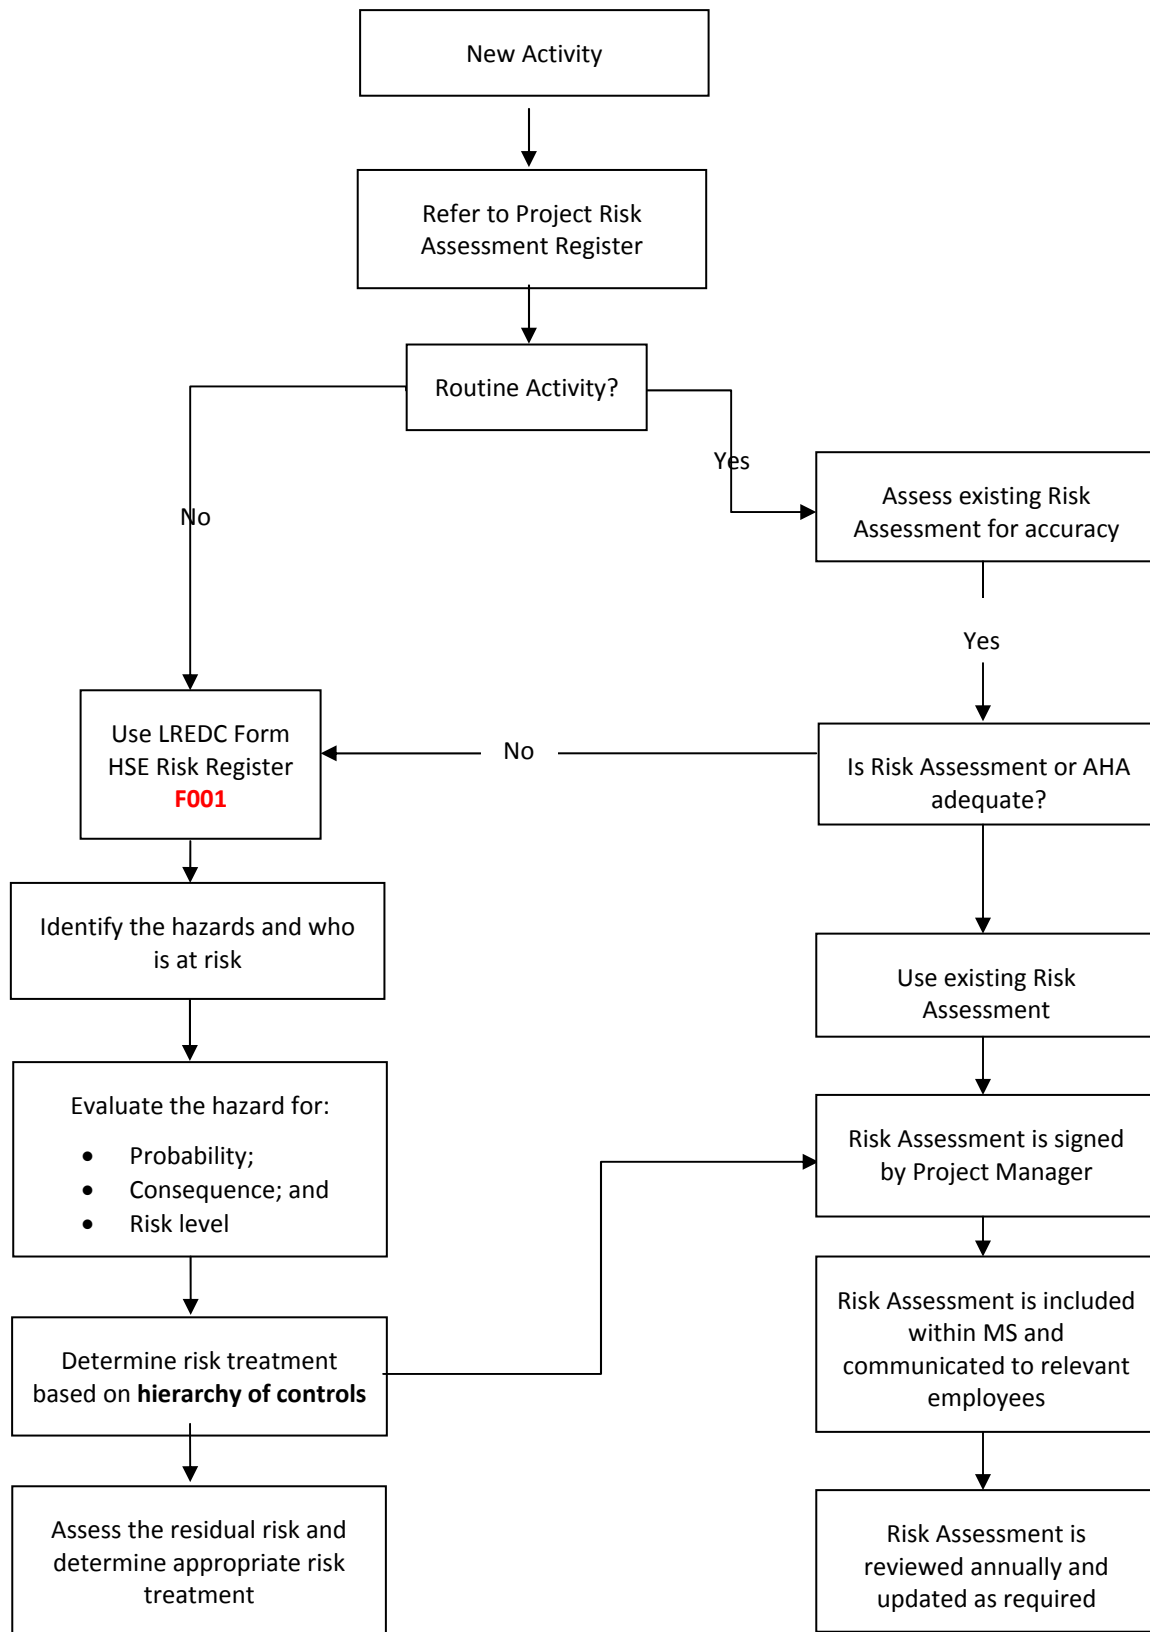 New Activity
Refer to Project Risk
Assessment Register
Routine Activity?
Yes
No
Assess existing Risk
Assessment for accuracy
Yes
Use LREDC Form
HSE Risk Register
F001
No
Is Risk Assessment or AHA
adequate?
Identify the hazards and who
is at risk
Use existing Risk
Assessment
Evaluate the hazard for:
• Probability;
• Consequence; and
• Risk level
Risk Assessment is signed
by Project Manager
Determine risk treatment
based on hierarchy of controls
Risk Assessment is included
within MS and
communicated to relevant
employees
Assess the residual risk and
determine appropriate risk
treatment
Risk Assessment is
reviewed annually and
updated as required